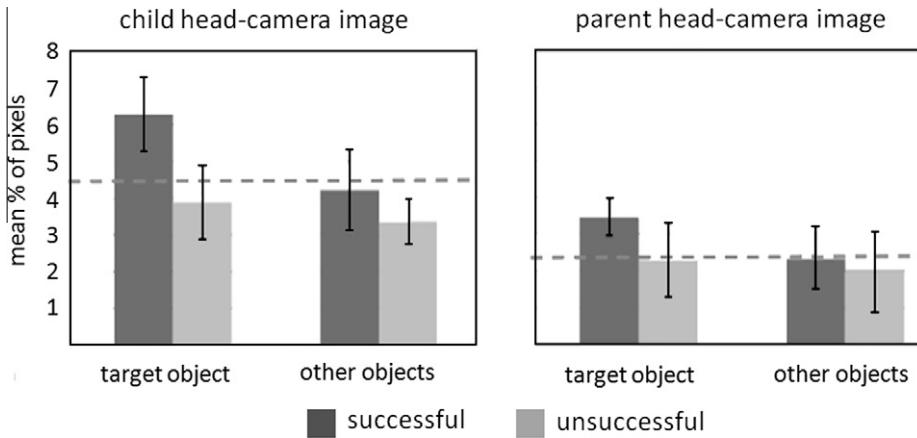 child head-camera image
parent head-camera image
mean % of pixels
8
7
6
5
4
3
2
1
target object
other objects
target object
other objects
successful
unsuccessful